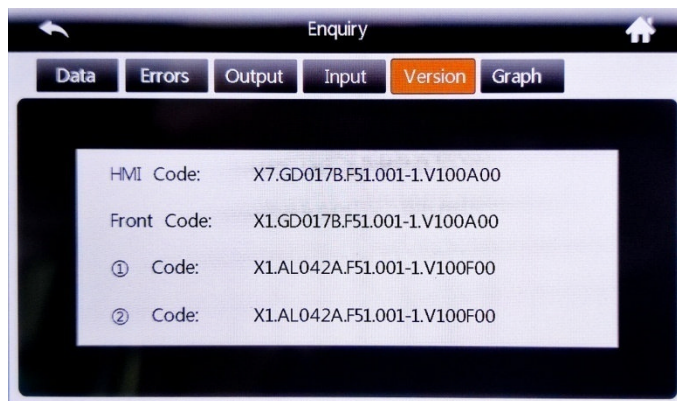 Enquiry
Data Errors Output Input Version Graph
HMI Code: X7.GD017B.F51.001-1.V100A00
Front Code: X1.GD017B.F51.001-1.V100A00
① Code: X1.AL042A.F51.001-1.V100F00
② Code: X1.AL042A.F51.001-1.V100F00